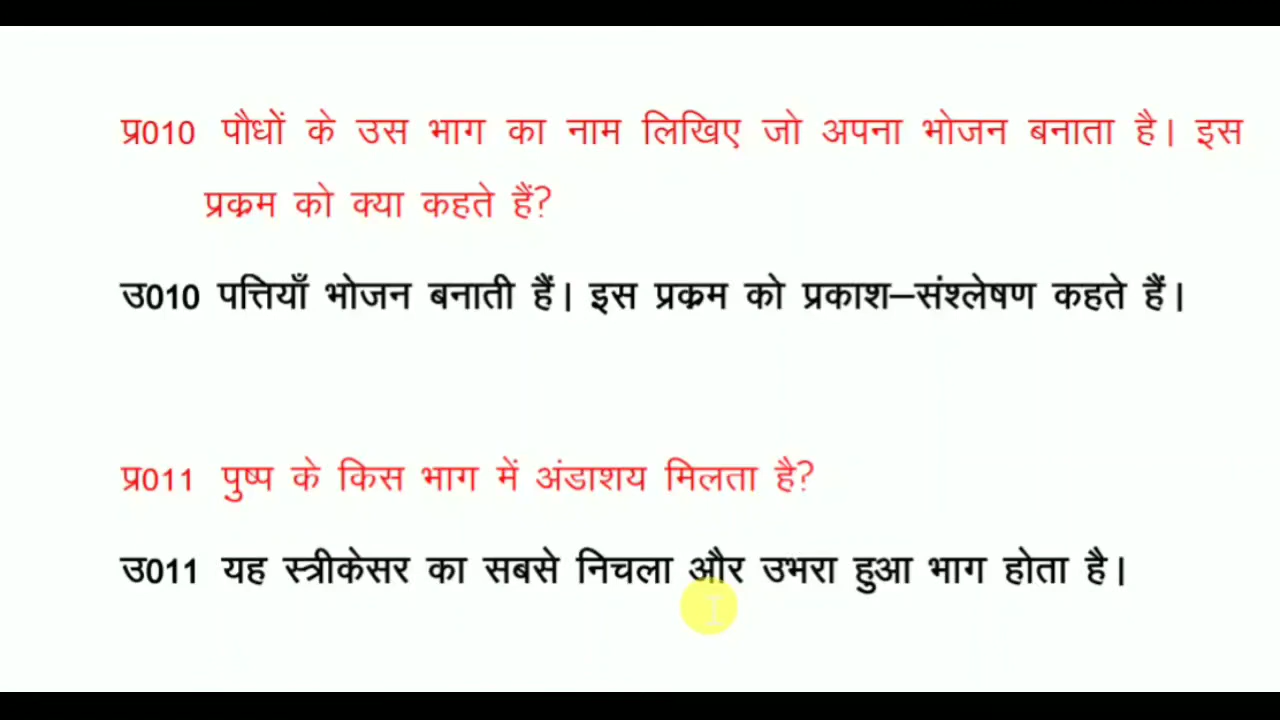 प्र010 पौधों के उस भाग का नाम लिखिए जो अपना भोजन बनाता है। इस
प्रक्रम को क्या कहते हैं?
उ010 पत्तियाँ भोजन बनाती हैं। इस प्रक्रम को प्रकाश–संश्लेषण कहते हैं।
प्र011 पुष्प के किस भाग में अंडाशय मिलता है?
उ011 यह स्त्रीकेसर का सबसे निचला और उभरा हुआ भाग होता है।